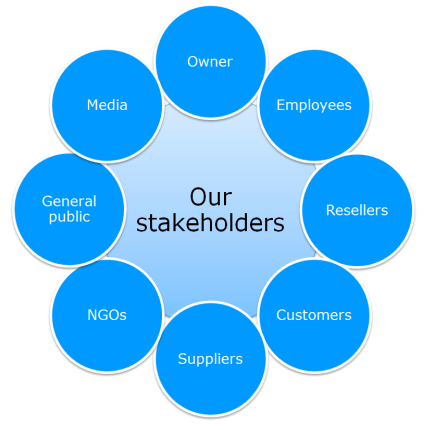 Owner
Media
Employees
General
public
Our
stakeholders
Resellers
NGOs
Customers
Suppliers